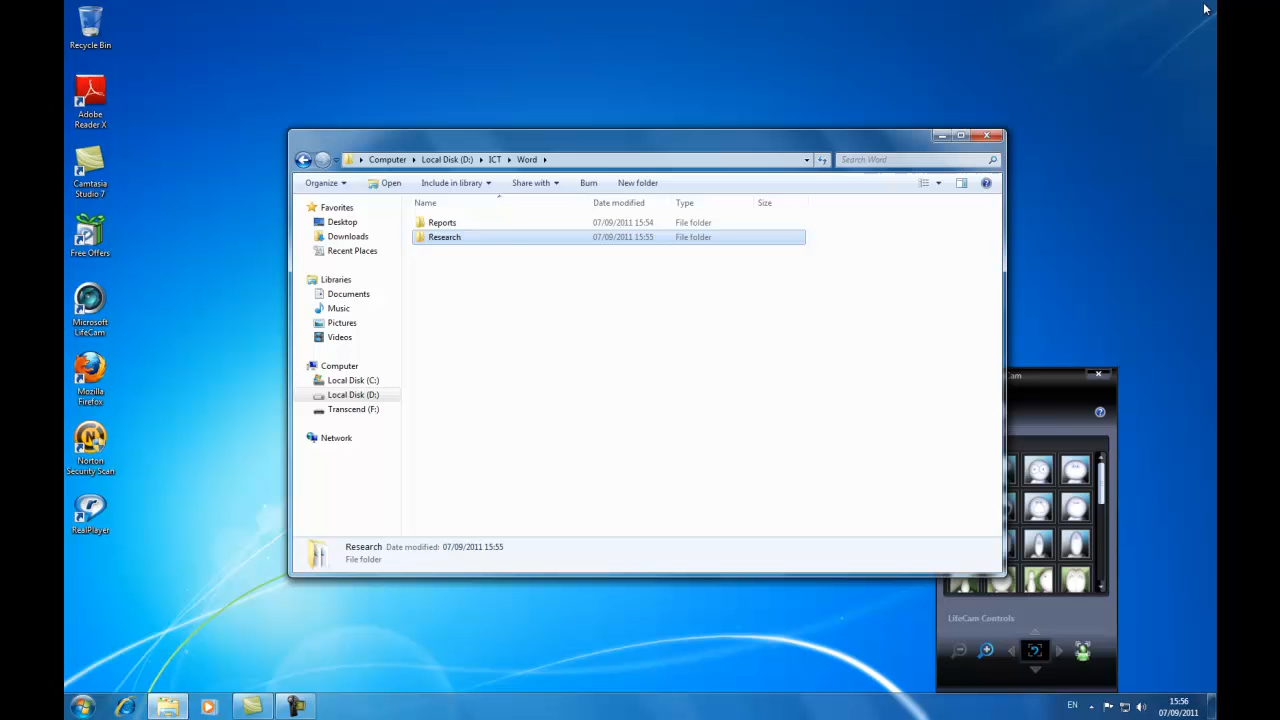 Recycle Bin
Adobe
Reader X
Camtasia
Studio 7
Free Offers
Microsoft
LifeCam
Mozilla
Firefox
Norton
Security Scan
RealPlayer
Computer Local Disk (D:) ICT Word
Search Word
Organize Open Include in library Share with Burn New folder
Name Date modified Type Size
Favorites
Desktop
Downloads
Recent Places
Libraries
Documents
Music
Pictures
Videos
Computer
Local Disk (C:)
Local Disk (D:)
Transcend (F:)
Network
Reports 07/09/2011 15:54 File folder
Research 07/09/2011 15:55 File folder
Research Date modified: 07/09/2011 15:55
File folder
LifeCam Controls
EN
15:56
07/09/2011